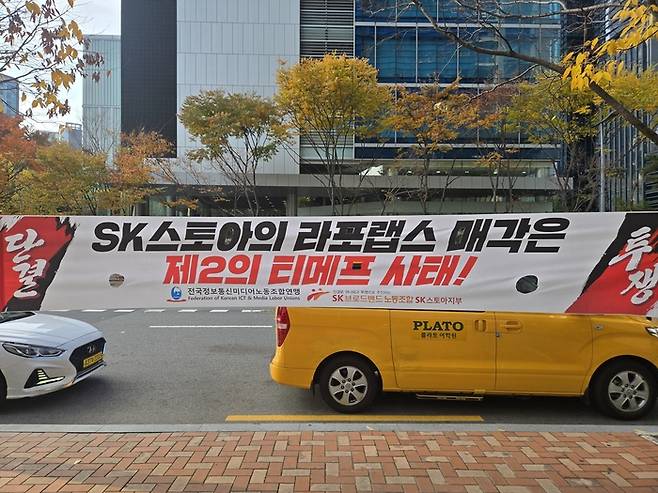 단결
SK스토아의 라포랩스 매각은
제2의 티메프 사태!
전국정보통신미디어노동조합연맹
Federation of Korean ICT & Media Labor Unions
SK브로드밴드노동조합 SK스토아지부
투쟁
PLATO
플라토 어학원